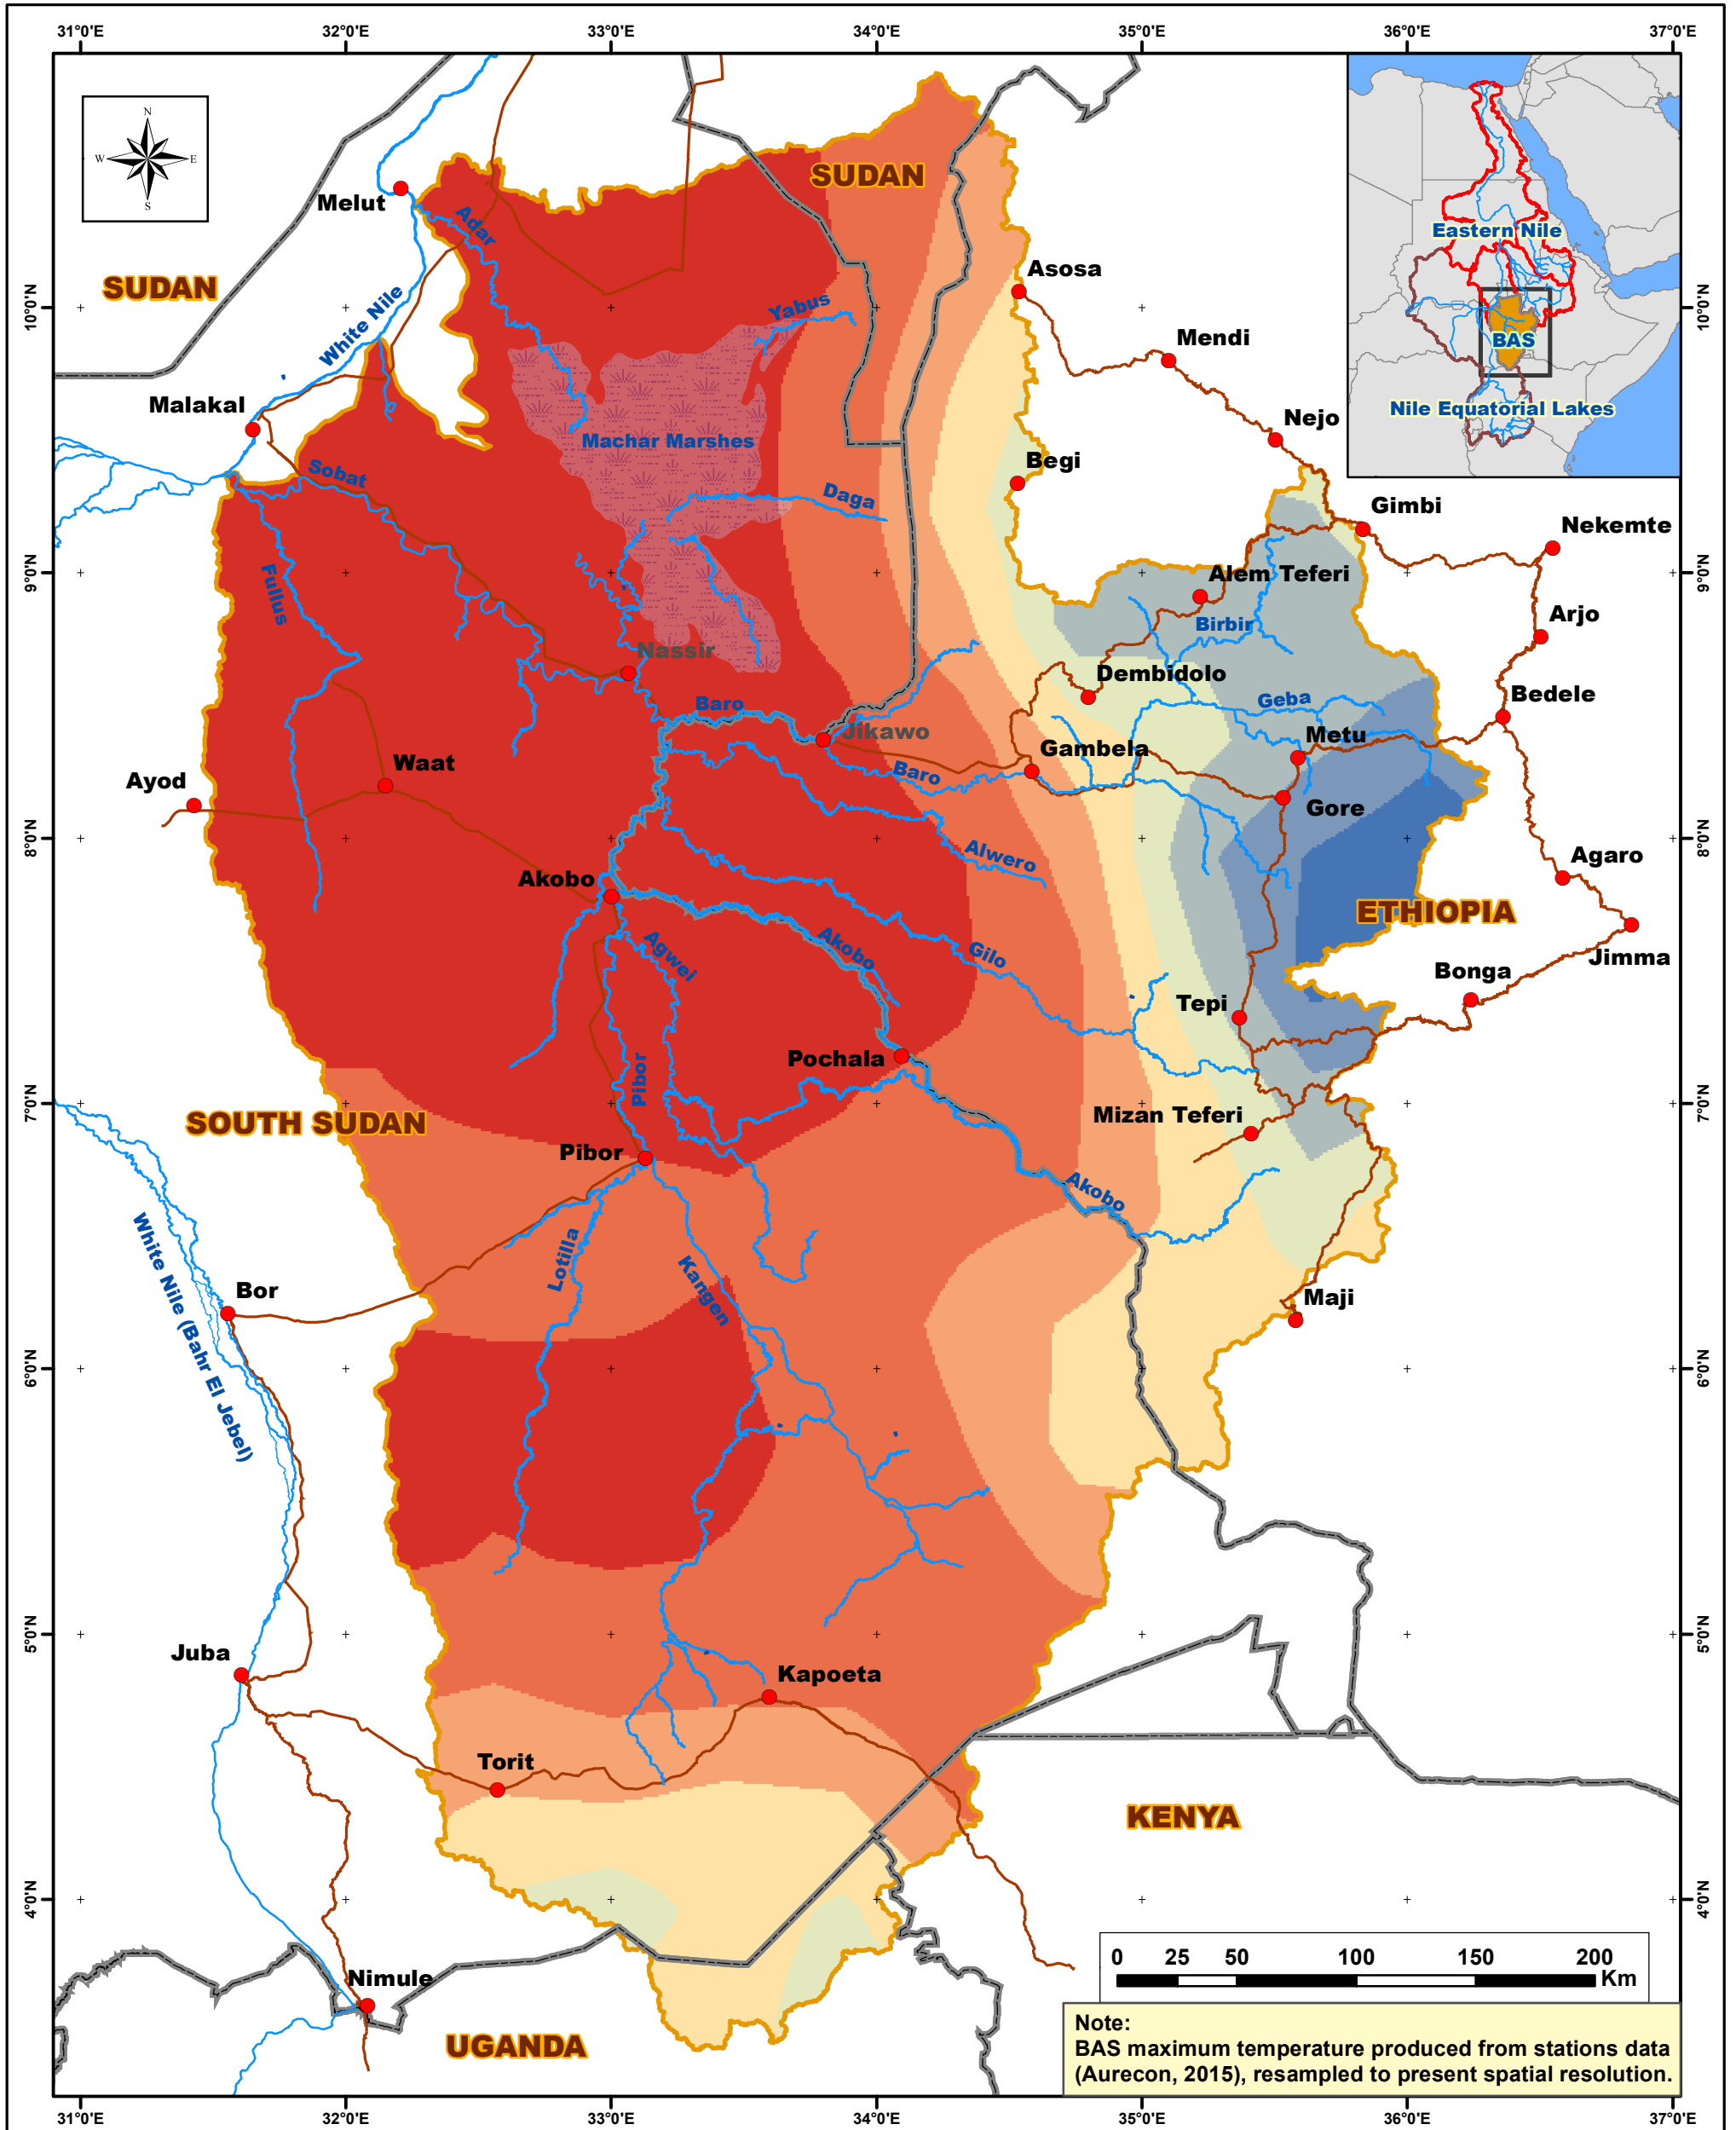 31°0'E 32°0'E 33°0'E 34°0'E 35°0'E 36°0'E 37°0'E
N
W E
S
SUDAN
Melut
Adar
Eastern Nile
BAS
Nile Equatorial Lakes
Asosa
SUDAN
White Nile
Yabus
10°0'N
10°0'N
Mendi
Malakal
Nejo
Machar Marshes
Begi
Sobat
Daga
Gimbi
Nekemte
Fullus
9°0'N
9°0'N
Alem Teferi
Birbir
Arjo
Nassir
Dembidolo
Baro
Geba
Bedele
Jikawo
Metu
Gambela
Waat
Baro
Ayod
Gore
8°0'N
8°0'N
Alwero
Agaro
Akobo
ETHIOPIA
Akobo
Agwei
Gilo
Jimma
Bonga
Tepi
Pochala
Pibor
7°0'N
7°0'N
SOUTH SUDAN
Mizan Teferi
Pibor
Akobo
White Nile (Bahr El Jebel)
Lotilla
Kangen
Bor
Maji
6°0'N
6°0'N
5°0'N
5°0'N
Juba
Kapoeta
Torit
KENYA
4°0'N
4°0'N
0 25 50 100 150 200
Km
Nimule
UGANDA
Note:
BAS maximum temperature produced from stations data
(Aurecon, 2015), resampled to present spatial resolution.
31°0'E 32°0'E 33°0'E 34°0'E 35°0'E 36°0'E 37°0'E